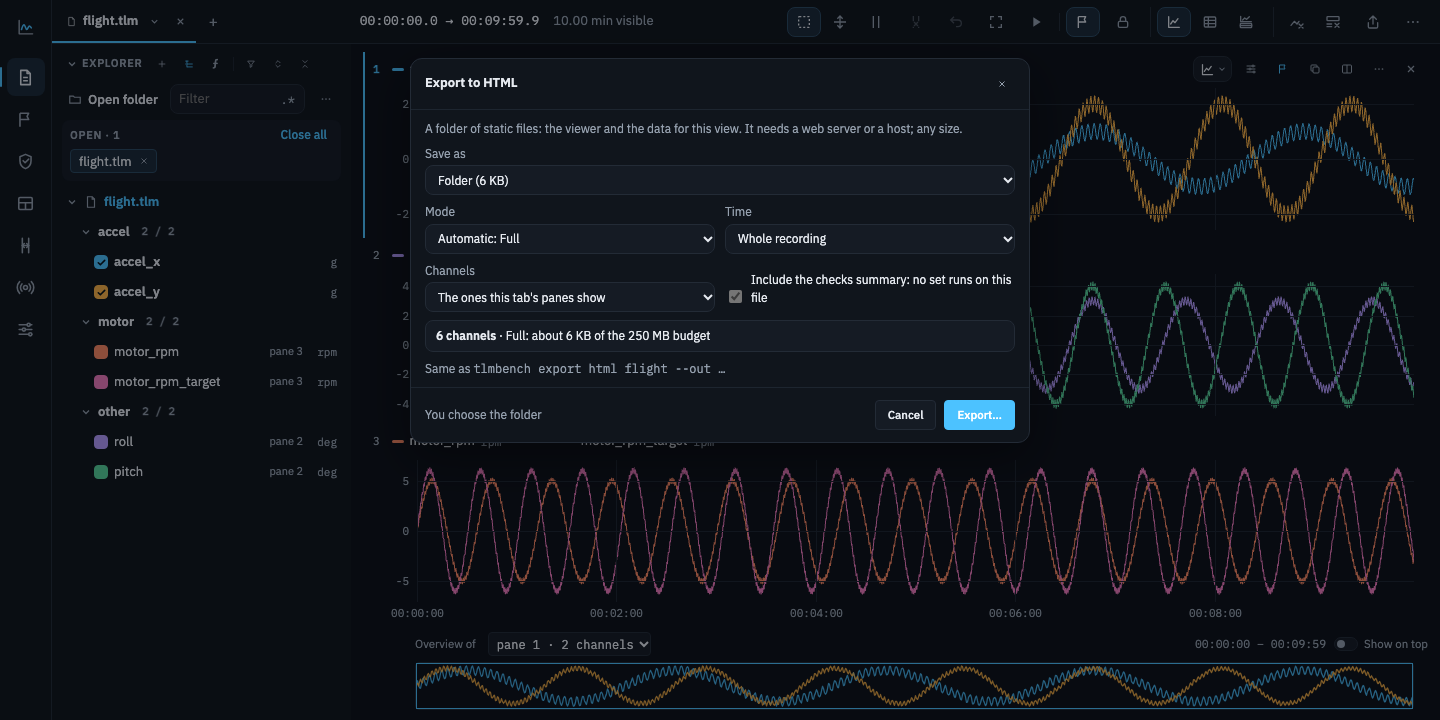 flight.tlm
00:00:00.0 → 00:09:59.9 10.00 min visible
EXPLORER
Open folder
Filter
.*
OPEN · 1
Close all
flight.tlm ×
flight.tlm
accel 2 / 2
accel_x g
accel_y g
motor 2 / 2
motor_rpm pane 3 rpm
motor_rpm_target pane 3 rpm
other 2 / 2
roll pane 2 deg
pitch pane 2 deg
Export to HTML
A folder of static files: the viewer and the data for this view. It needs a web server or a host; any size.
Save as
Folder (6 KB)
Mode
Time
Automatic: Full
Whole recording
Channels
The ones this tab's panes show
Include the checks summary: no set runs on this
file
6 channels · Full: about 6 KB of the 250 MB budget
Same as tlmbench export html flight --out …
You choose the folder
Cancel
Export…
1
2
0
-2
2
4
2
0
-2
-4
3 motor_rpm rpm motor_rpm_target rpm
5
0
-5
00:00:00 00:02:00 00:04:00 00:06:00 00:08:00
Overview of
pane 1 · 2 channels
00:00:00 – 00:09:59
Show on top